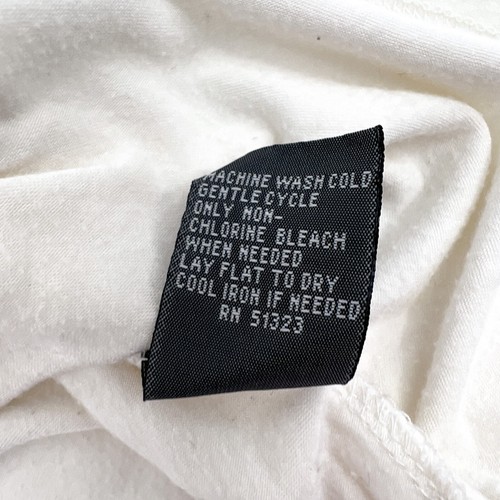 MACHINE WASH COLD
GENTLE CYCLE
ONLY NON-
CHLORINE BLEACH
WHEN NEEDED
LAY FLAT TO DRY
COOL IRON IF NEEDED
RN 51323